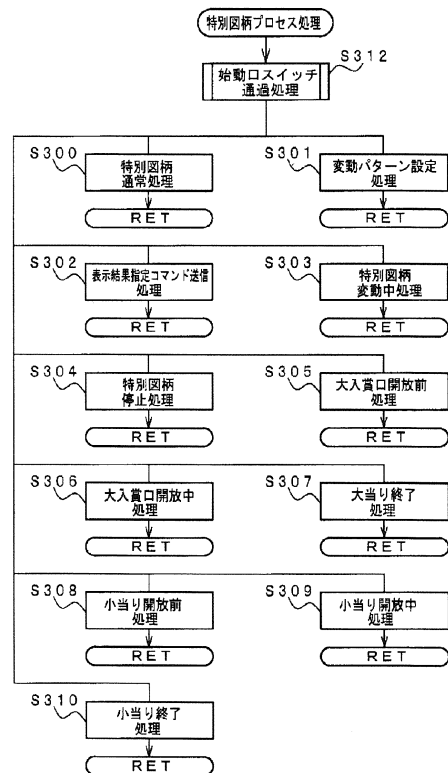 特別図柄プロセス処理
S312
始動口スイッチ
通過処理
S300
特別図柄
通常処理
RET
S301
変動パターン設定
処理
RET
S302
表示結果指定コマンド送信
処理
RET
S303
特別図柄
変動中処理
RET
S304
特別図柄
停止処理
RET
S305
大入賞口開放前
処理
RET
S306
大入賞口開放中
処理
RET
S307
大当り終了
処理
RET
S308
小当り開放前
処理
RET
S309
小当り開放中
処理
RET
S310
小当り終了
処理
RET